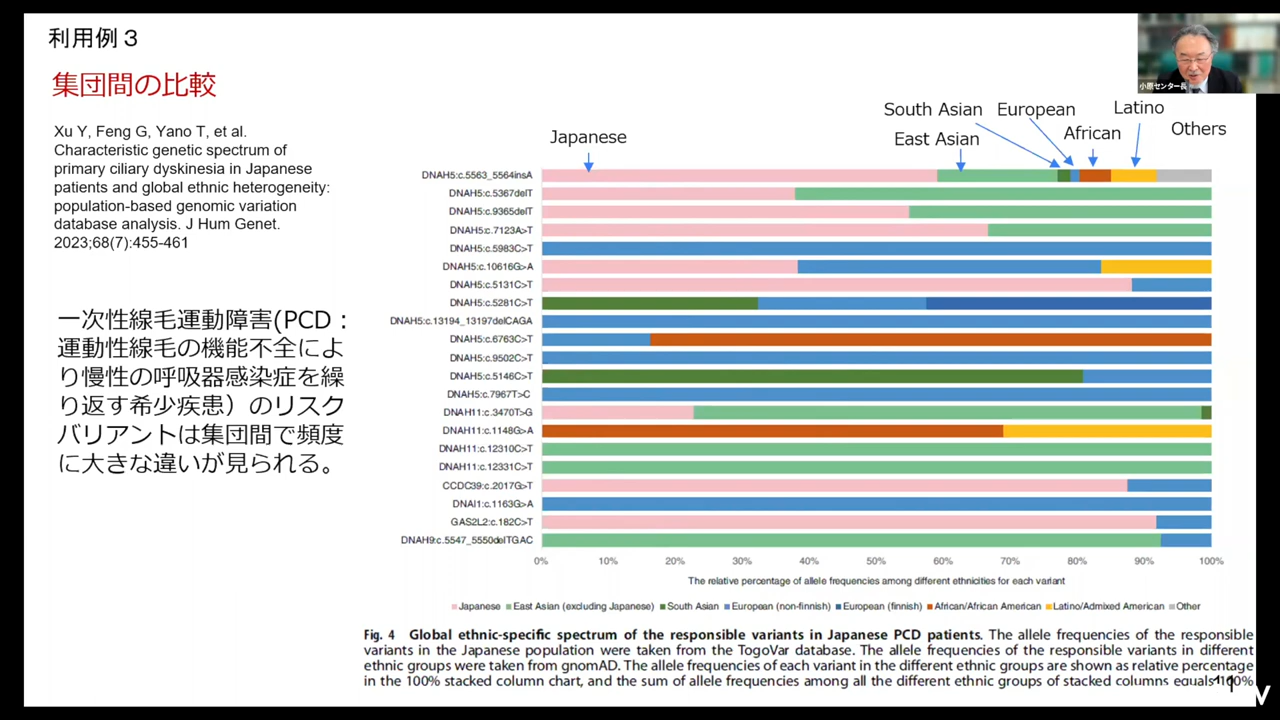 利用例３
集団間の比較
小原センター長
Xu Y, Feng G, Yano T, et al.
Characteristic genetic spectrum of
primary ciliary dyskinesia in Japanese
patients and global ethnic heterogeneity:
population-based genomic variation
database analysis. J Hum Genet.
2023;68(7):455-461
一次性線毛運動障害(PCD：
運動性線毛の機能不全によ
り慢性の呼吸器感染症を繰
り返す希少疾患）のリスク
バリアントは集団間で頻度
に大きな違いが見られる。
South Asian European Latino
Japanese East Asian African Others
DNAH5:c.5563_5564insA
DNAH5:c.5367delT
DNAH5:c.9365delT
DNAH5:c.7123A>T
DNAH5:c.5983C>T
DNAH5:c.10616G>A
DNAH5:c.5131C>T
DNAH5:c.5281C>T
DNAH5:c.13194_13197delCAGA
DNAH5:c.6763C>T
DNAH5:c.9502C>T
DNAH5:c.5146C>T
DNAH5:c.7967T>C
DNAH11:c.3470T>G
DNAH11:c.1148G>A
DNAH11:c.12310C>T
DNAH11:c.12331C>T
CCDC39:c.2017G>T
DNAI1:c.1163G>A
GAS2L2:c.182C>T
DNAH9:c.5547_5550delTGAC
0% 10% 20% 30% 40% 50% 60% 70% 80% 90% 100%
The relative percentage of allele frequencies among different ethnicities for each variant
Japanese East Asian (excluding Japanese) South Asian European (non-finnish) European (finnish) African/African American Latino/Admixed American Other
Fig. 4 Global ethnic-specific spectrum of the responsible variants in Japanese PCD patients. The allele frequencies of the responsible
variants in the Japanese population were taken from the TogoVar database. The allele frequencies of the responsible variants in different
ethnic groups were taken from gnomAD. The allele frequencies of each variant in the different ethnic groups are shown as relative percentage
in the 100% stacked column chart, and the sum of allele frequencies among all the different ethnic groups of stacked columns equals 100%